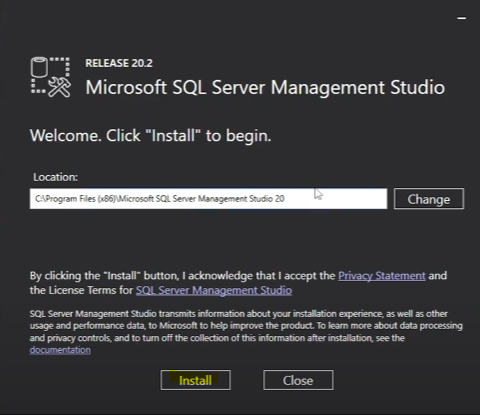 RELEASE 20.2
Microsoft SQL Server Management Studio
Welcome. Click "Install" to begin.
Location:
C:\Program Files (x86)\Microsoft SQL Server Management Studio 20
Change
By clicking the "Install" button, I acknowledge that I accept the Privacy Statement and
the License Terms for SQL Server Management Studio
SQL Server Management Studio transmits information about your installation experience, as well as other
usage and performance data, to Microsoft to help improve the product. To learn more about data processing
and privacy controls, and to turn off the collection of this information after installation, see the
documentation
Install
Close